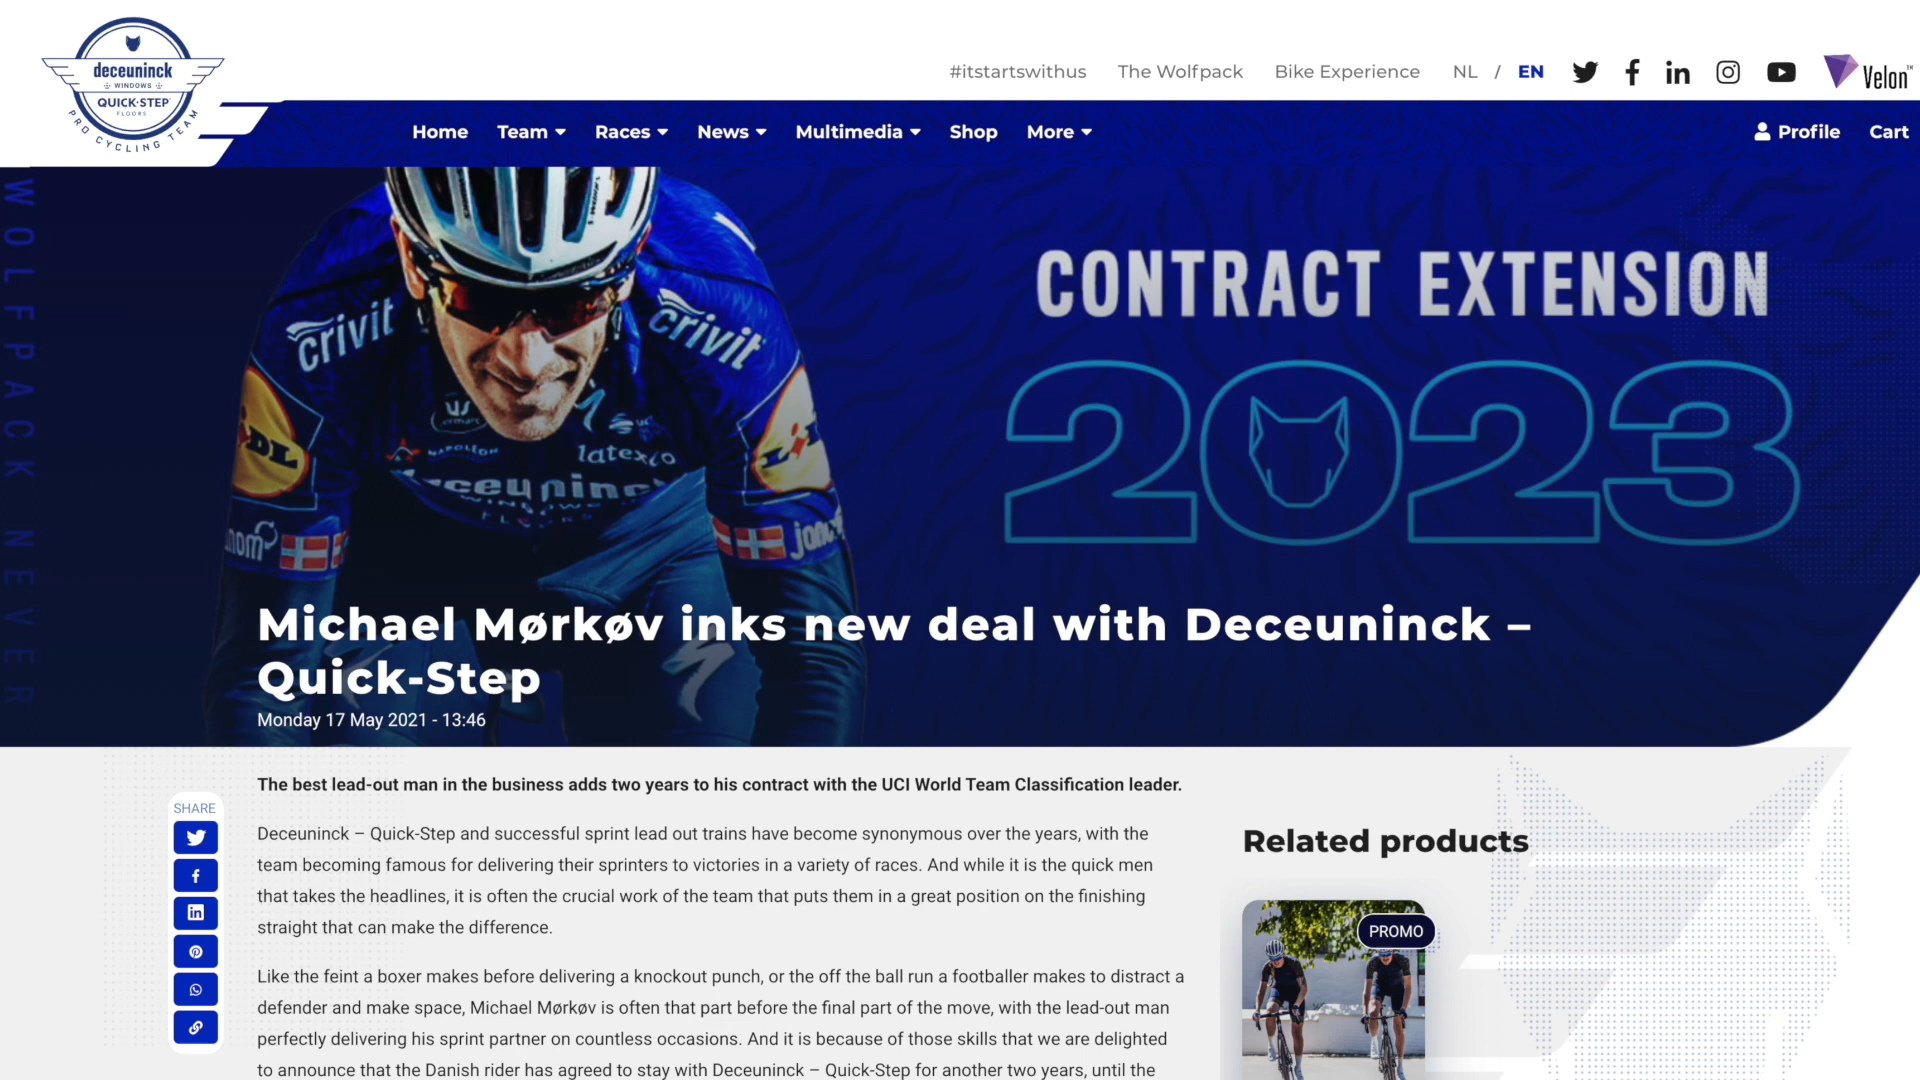 deceuninck
WINDOWS
QUICK-STEP
FLOORS
PRO CYCLING TEAM
#itstartswithus The Wolfpack Bike Experience NL / EN
Velon™
Home Team Races News Multimedia Shop More Profile Cart
WOLFPACK NEVER
crivit crivit
CONTRACT EXTENSION
2023
latexco
NAPOLEON
Michael Mørkøv inks new deal with Deceuninck –
Quick-Step
Monday 17 May 2021 - 13:46
The best lead-out man in the business adds two years to his contract with the UCI World Team Classification leader.
SHARE
Deceuninck – Quick-Step and successful sprint lead out trains have become synonymous over the years, with the
team becoming famous for delivering their sprinters to victories in a variety of races. And while it is the quick men
that takes the headlines, it is often the crucial work of the team that puts them in a great position on the finishing
straight that can make the difference.
Like the feint a boxer makes before delivering a knockout punch, or the off the ball run a footballer makes to distract a
defender and make space, Michael Mørkøv is often that part before the final part of the move, with the lead-out man
perfectly delivering his sprint partner on countless occasions. And it is because of those skills that we are delighted
to announce that the Danish rider has agreed to stay with Deceuninck – Quick-Step for another two years, until the
Related products
PROMO